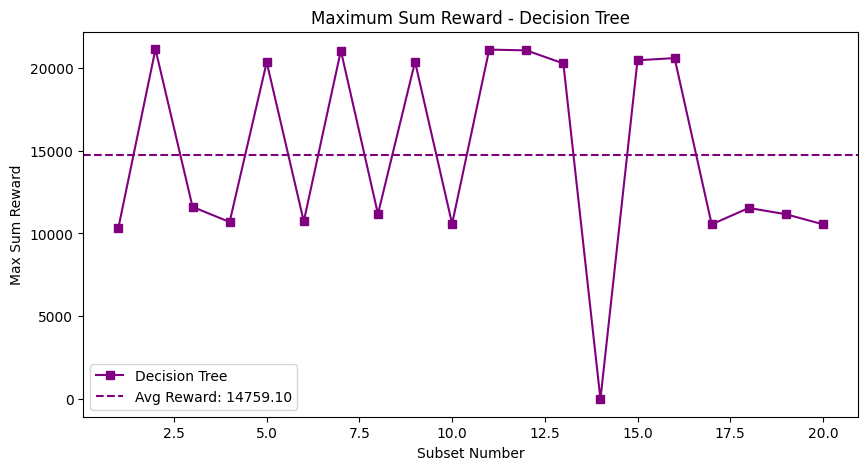 Maximum Sum Reward - Decision Tree
Max Sum Reward
20000
15000
10000
5000
0
Decision Tree
Avg Reward: 14759.10
2.5
5.0
7.5
10.0
12.5
15.0
17.5
20.0
Subset Number